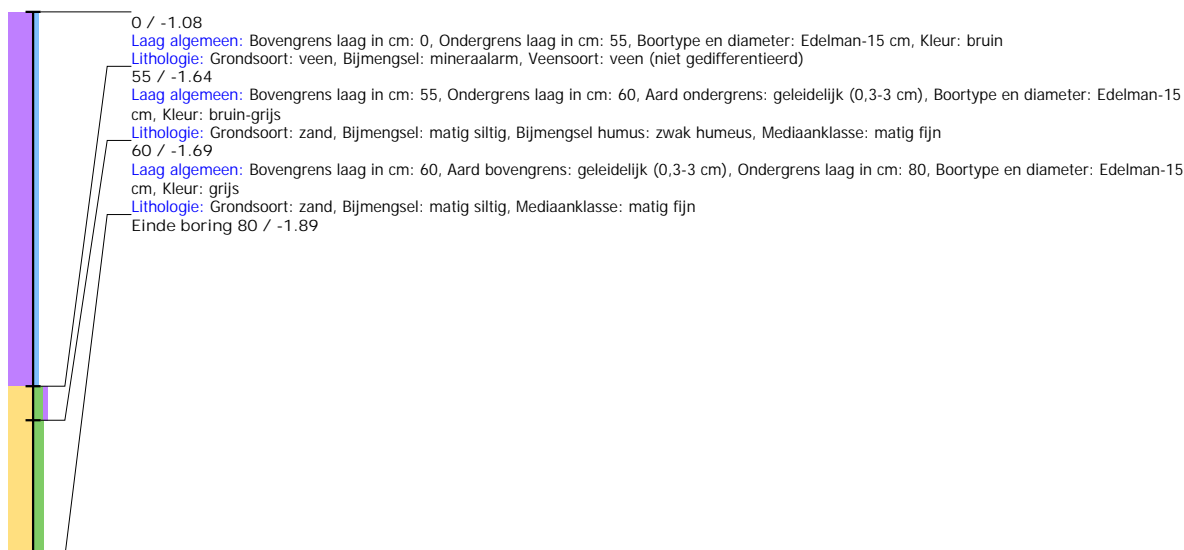 0 / -1.08
Laag algemeen: Bovengrens laag in cm: 0, Ondergrens laag in cm: 55, Boortype en diameter: Edelman-15 cm, Kleur: bruin
Lithologie: Grondsoort: veen, Bijmengsel: mineraalarm, Veensoort: veen (niet gedifferentieerd)
55 / -1.64
Laag algemeen: Bovengrens laag in cm: 55, Ondergrens laag in cm: 60, Aard ondergrens: geleidelijk (0,3-3 cm), Boortype en diameter: Edelman-15
cm, Kleur: bruin-grijs
Lithologie: Grondsoort: zand, Bijmengsel: matig siltig, Bijmengsel humus: zwak humeus, Mediaanklasse: matig fijn
60 / -1.69
Laag algemeen: Bovengrens laag in cm: 60, Aard bovengrens: geleidelijk (0,3-3 cm), Ondergrens laag in cm: 80, Boortype en diameter: Edelman-15
cm, Kleur: grijs
Lithologie: Grondsoort: zand, Bijmengsel: matig siltig, Mediaanklasse: matig fijn
Einde boring 80 / -1.89